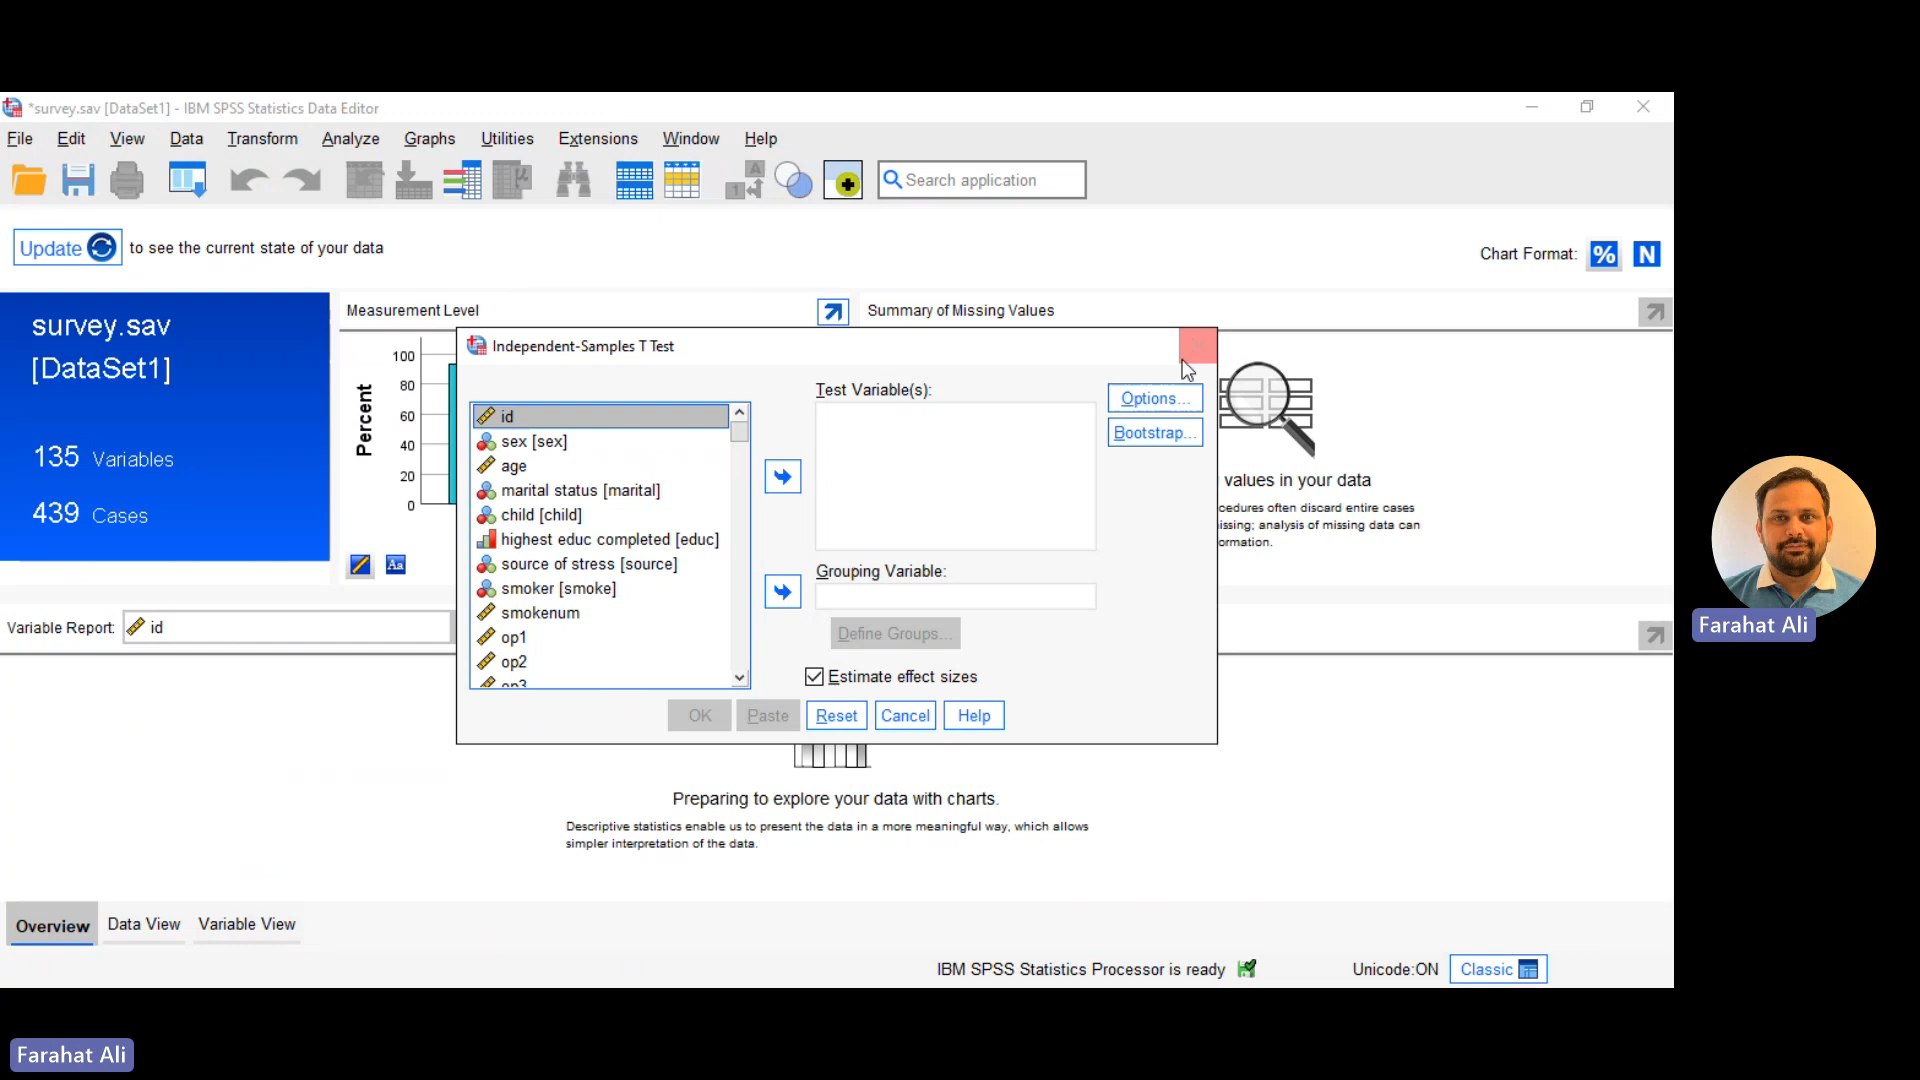 *survey.sav [DataSet1] - IBM SPSS Statistics Data Editor
File Edit View Data Transform Analyze Graphs Utilities Extensions Window Help
Search application
Update to see the current state of your data
Chart Format: % N
survey.sav
[DataSet1]
135 Variables
439 Cases
Measurement Level
Summary of Missing Values
Percent
100
80
60
40
20
0
Aa
Independent-Samples T Test
id
sex [sex]
age
marital status [marital]
child [child]
highest educ completed [educ]
source of stress [source]
smoker [smoke]
smokenum
op1
op2
op3
Test Variable(s):
Grouping Variable:
Define Groups...
Estimate effect sizes
Options...
Bootstrap...
OK Paste Reset Cancel Help
values in your data
cedures often discard entire cases
issing; analysis of missing data can
ormation.
Variable Report: id
Preparing to explore your data with charts.
Descriptive statistics enable us to present the data in a more meaningful way, which allows
simpler interpretation of the data.
Overview Data View Variable View
IBM SPSS Statistics Processor is ready
Unicode:ON
Classic
Farahat Ali
Farahat Ali